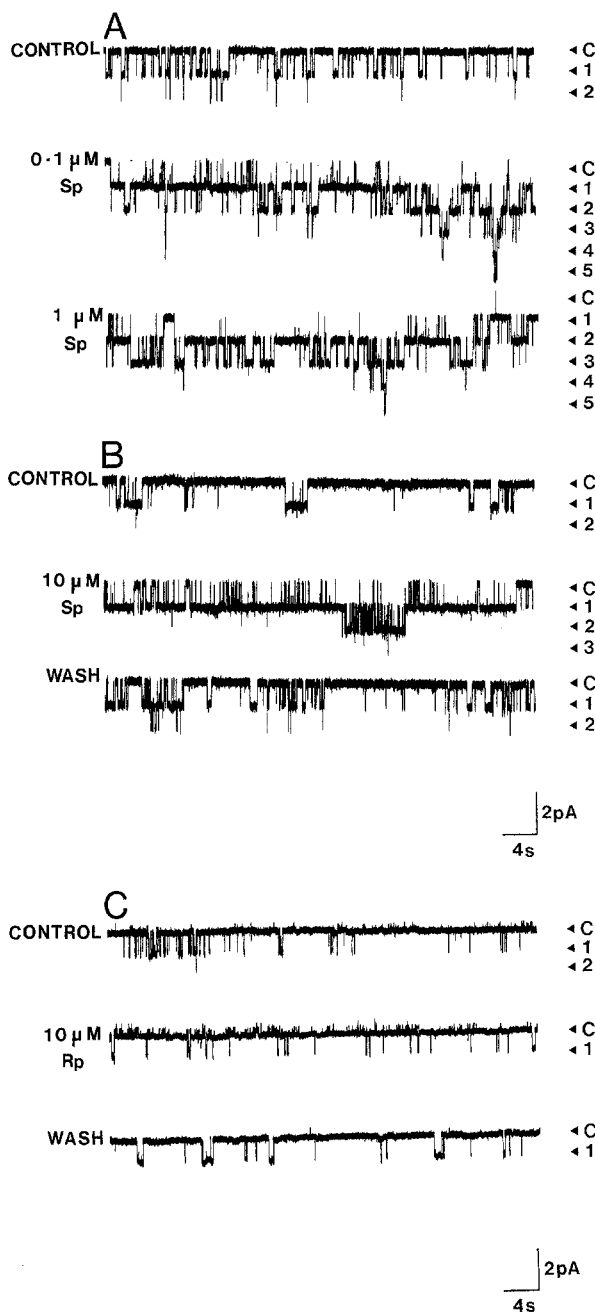 A
CONTROL
◄ C
◄ 1
◄ 2
0·1 µM
Sp
◄ C
◄ 1
◄ 2
◄ 3
◄ 4
◄ 5
1 µM
Sp
◄ C
◄ 1
◄ 2
◄ 3
◄ 4
◄ 5
B
CONTROL
◄ C
◄ 1
◄ 2
10 µM
Sp
◄ C
◄ 1
◄ 2
◄ 3
WASH
◄ C
◄ 1
◄ 2
2pA
4s
C
CONTROL
◄ C
◄ 1
◄ 2
10 µM
Rp
◄ C
◄ 1
WASH
◄ C
◄ 1
2pA
4s